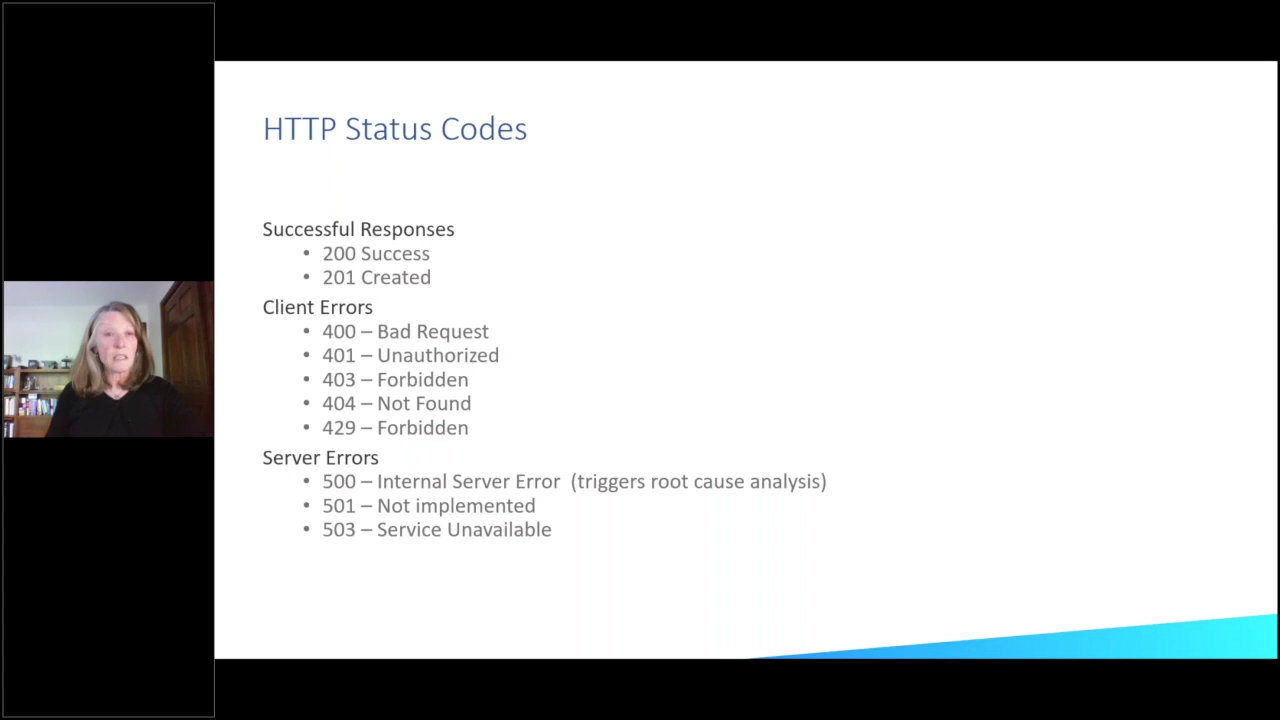 HTTP Status Codes
Successful Responses
• 200 Success
• 201 Created
Client Errors
• 400 – Bad Request
• 401 – Unauthorized
• 403 – Forbidden
• 404 – Not Found
• 429 – Forbidden
Server Errors
• 500 – Internal Server Error (triggers root cause analysis)
• 501 – Not implemented
• 503 – Service Unavailable